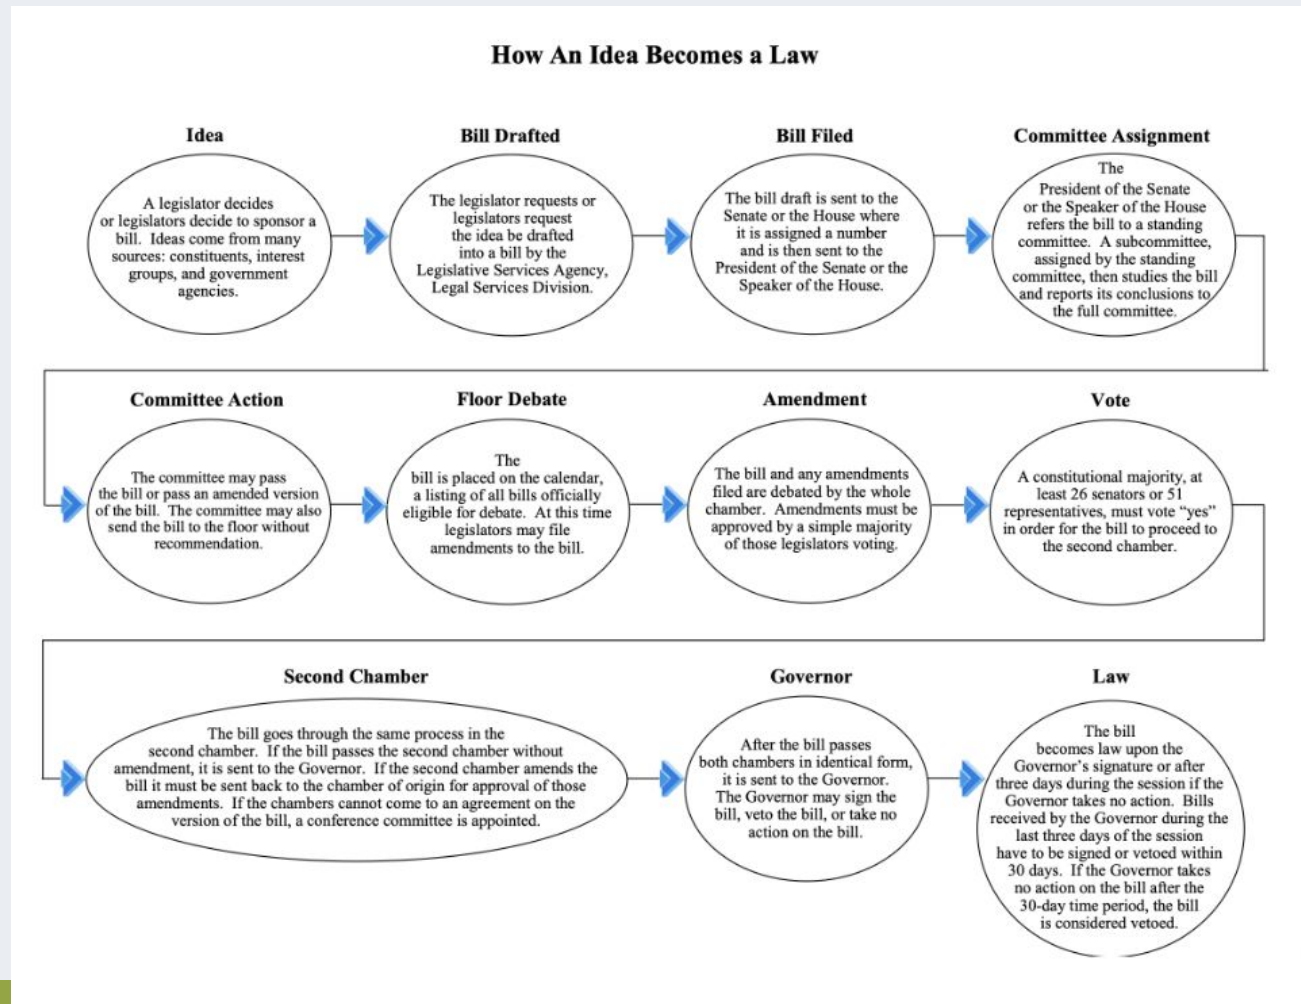 How An Idea Becomes a Law
Idea
A legislator decides
or legislators decide to sponsor a
bill. Ideas come from many
sources: constituents, interest
groups, and government
agencies.
Bill Drafted
The legislator requests or
legislators request
the idea be drafted
into a bill by the
Legislative Services Agency,
Legal Services Division.
Bill Filed
The bill draft is sent to the
Senate or the House where
it is assigned a number
and is then sent to the
President of the Senate or the
Speaker of the House.
Committee Assignment
The
President of the Senate
or the Speaker of the House
refers the bill to a standing
committee. A subcommittee,
assigned by the standing
committee, then studies the bill
and reports its conclusions to
the full committee.
Committee Action
The committee may pass
the bill or pass an amended version
of the bill. The committee may also
send the bill to the floor without
recommendation.
Floor Debate
The
bill is placed on the calendar,
a listing of all bills officially
eligible for debate. At this time
legislators may file
amendments to the bill.
Amendment
The bill and any amendments
filed are debated by the whole
chamber. Amendments must be
approved by a simple majority
of those legislators voting.
Vote
A constitutional majority, at
least 26 senators or 51
representatives, must vote “yes”
in order for the bill to proceed to
the second chamber.
Second Chamber
The bill goes through the same process in the
second chamber. If the bill passes the second chamber without
amendment, it is sent to the Governor. If the second chamber amends the
bill it must be sent back to the chamber of origin for approval of those
amendments. If the chambers cannot come to an agreement on the
version of the bill, a conference committee is appointed.
Governor
After the bill passes
both chambers in identical form,
it is sent to the Governor.
The Governor may sign the
bill, veto the bill, or take no
action on the bill.
Law
The bill
becomes law upon the
Governor’s signature or after
three days during the session if the
Governor takes no action. Bills
received by the Governor during the
last three days of the session
have to be signed or vetoed within
30 days. If the Governor takes
no action on the bill after the
30-day time period, the bill
is considered vetoed.